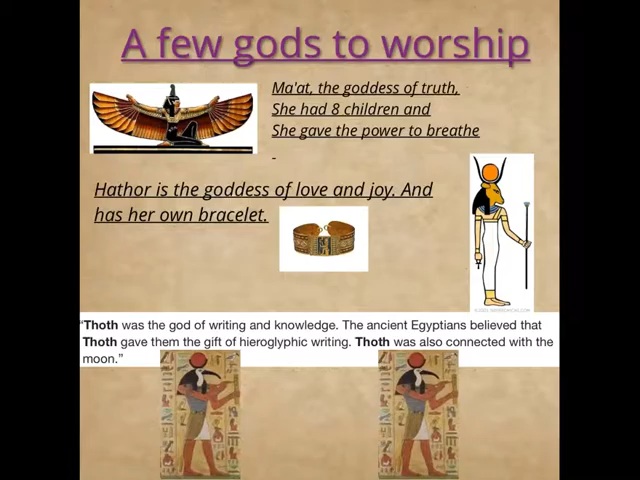 A few gods to worship
Ma'at, the goddess of truth,
She had 8 children and
She gave the power to breathe
-
Hathor is the goddess of love and joy. And
has her own bracelet.
“Thoth was the god of writing and knowledge. The ancient Egyptians believed that
Thoth gave them the gift of hieroglyphic writing. Thoth was also connected with the
moon.”